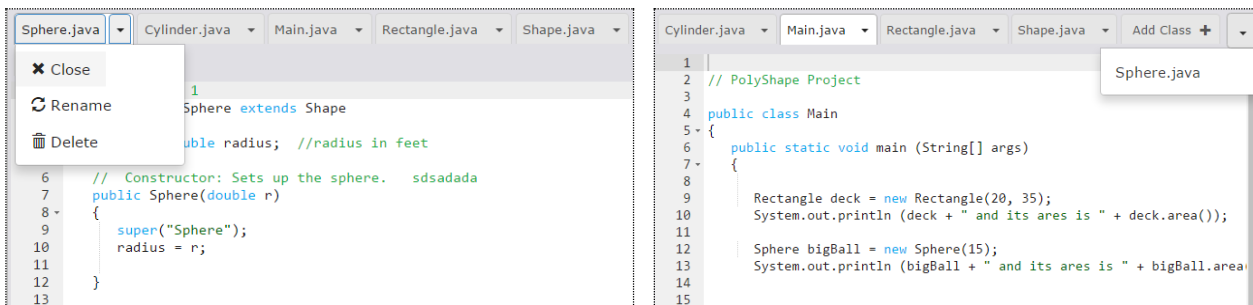 Sphere.java Cylinder.java Main.java Rectangle.java Shape.java
Close
Rename
Delete
1
Sphere extends Shape
uble radius;  //radius in feet
6 //  Constructor: Sets up the sphere.   sdsadada
7 public Sphere(double r)
8 {
9 super("Sphere");
10 radius = r;
11
12 }
13
Cylinder.java Main.java Rectangle.java Shape.java Add Class
Sphere.java
1
2 // PolyShape Project
3
4 public class Main
5 {
6 public static void main (String[] args)
7 {
8
9 Rectangle deck = new Rectangle(20, 35);
10 System.out.println (deck + " and its ares is " + deck.area());
11
12 Sphere bigBall = new Sphere(15);
13 System.out.println (bigBall + " and its ares is " + bigBall.area(
14
15